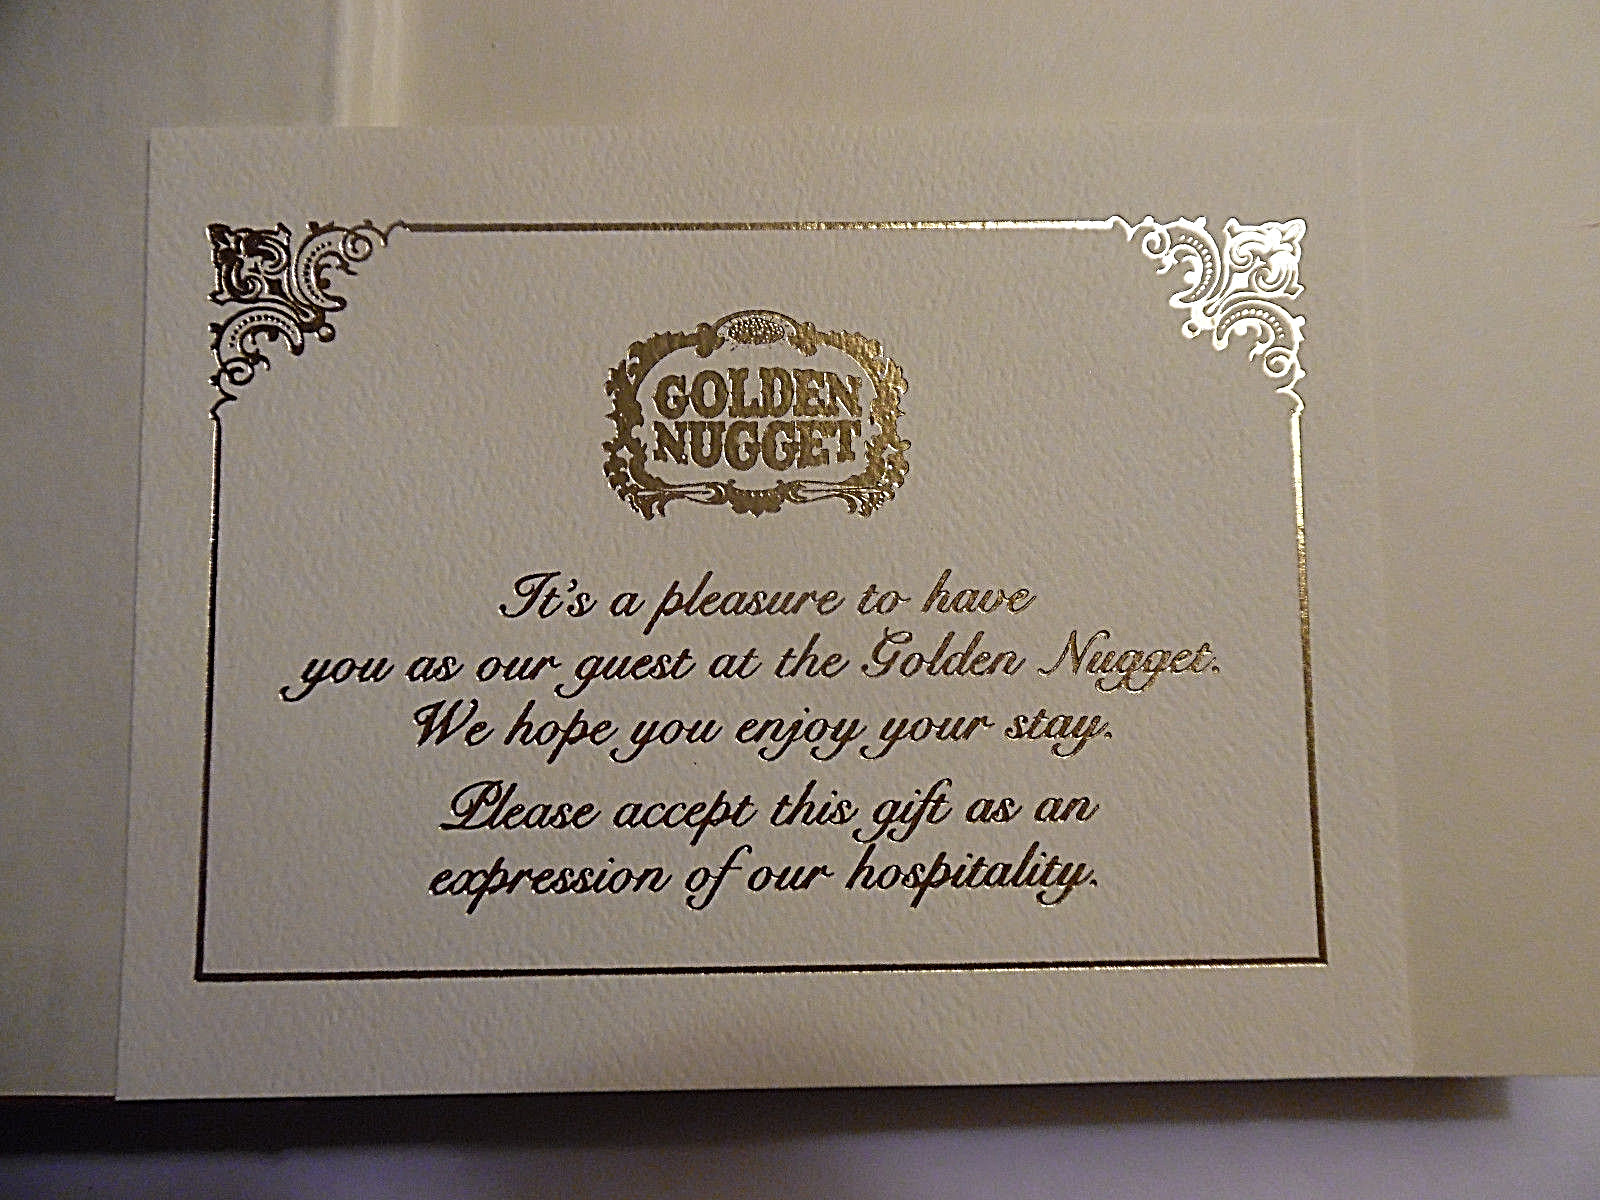 GOLDEN
NUGGET
It's a pleasure to have
you as our guest at the Golden Nugget.
We hope you enjoy your stay.
Please accept this gift as an
expression of our hospitality.